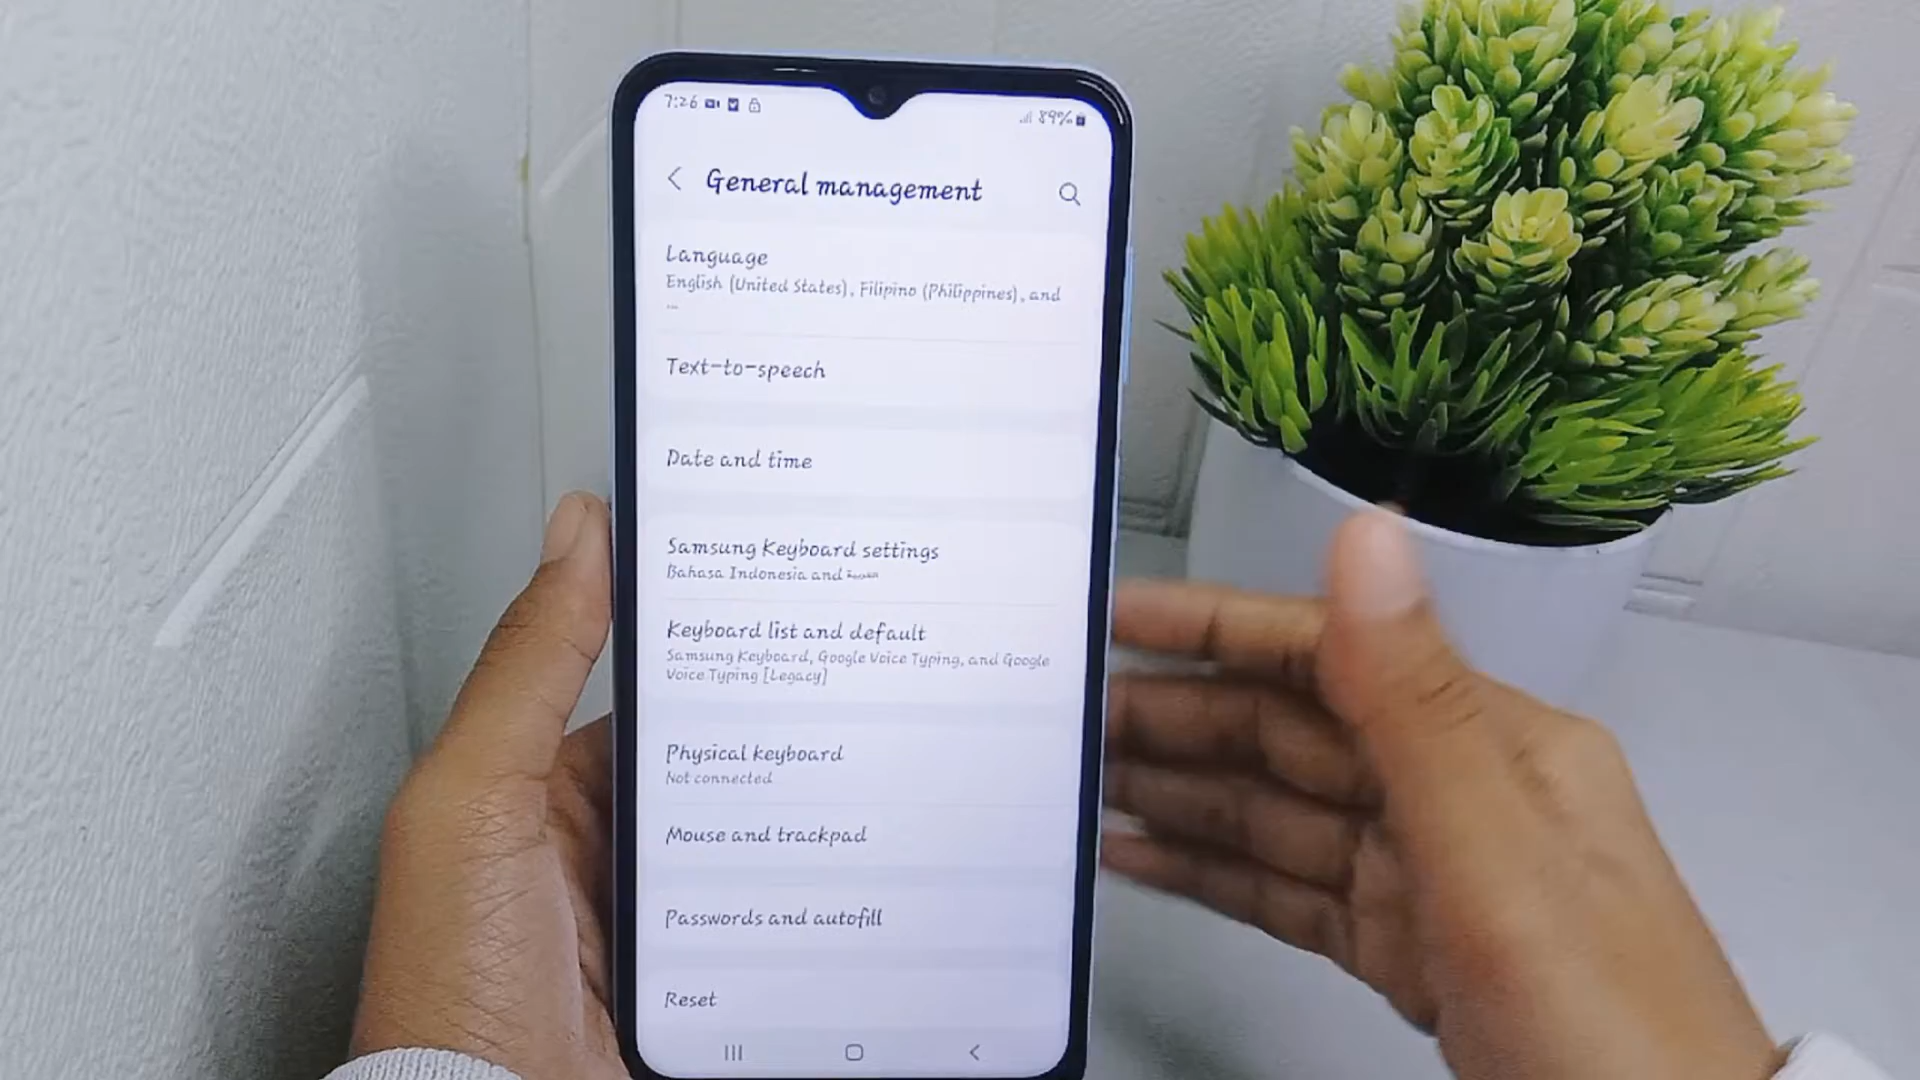 7:26
89%
General management
Language
English (United States), Filipino (Philippines), and
...
Text-to-speech
Date and time
Samsung Keyboard settings
Bahasa Indonesia and
Keyboard list and default
Samsung Keyboard, Google Voice Typing, and Google
Voice Typing [Legacy]
Physical keyboard
Not connected
Mouse and trackpad
Passwords and autofill
Reset